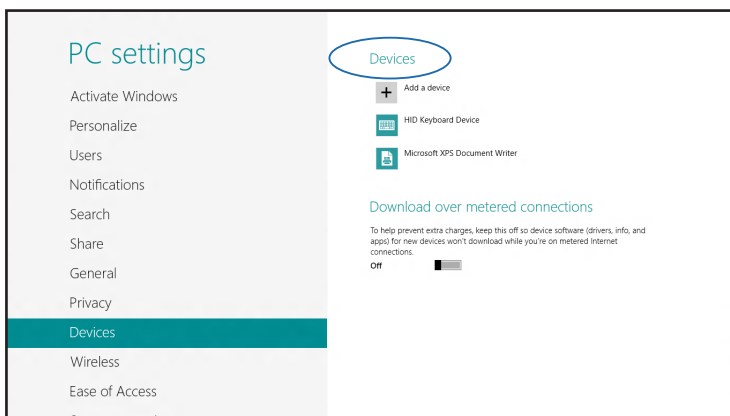 PC settings
Activate Windows
Personalize
Users
Notifications
Search
Share
General
Privacy
Devices
Wireless
Ease of Access
Devices
Add a device
HID Keyboard Device
Microsoft XPS Document Writer
Download over metered connections
To help prevent extra charges, keep this off so device software (drivers, info, and
apps) for new devices won't download while you're on metered Internet
connections.
Off